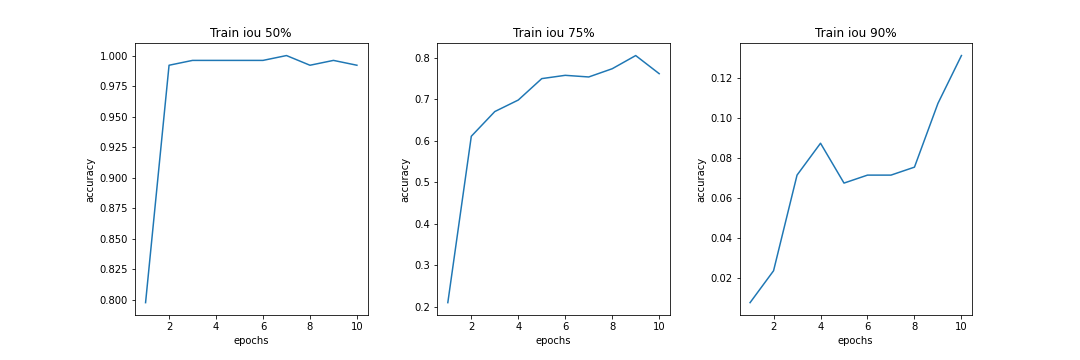 Train iou 50%
accuracy
1.000
0.975
0.950
0.925
0.900
0.875
0.850
0.825
0.800
2 4 6 8 10
epochs
Train iou 75%
accuracy
0.8
0.7
0.6
0.5
0.4
0.3
0.2
2 4 6 8 10
epochs
Train iou 90%
accuracy
0.12
0.10
0.08
0.06
0.04
0.02
2 4 6 8 10
epochs